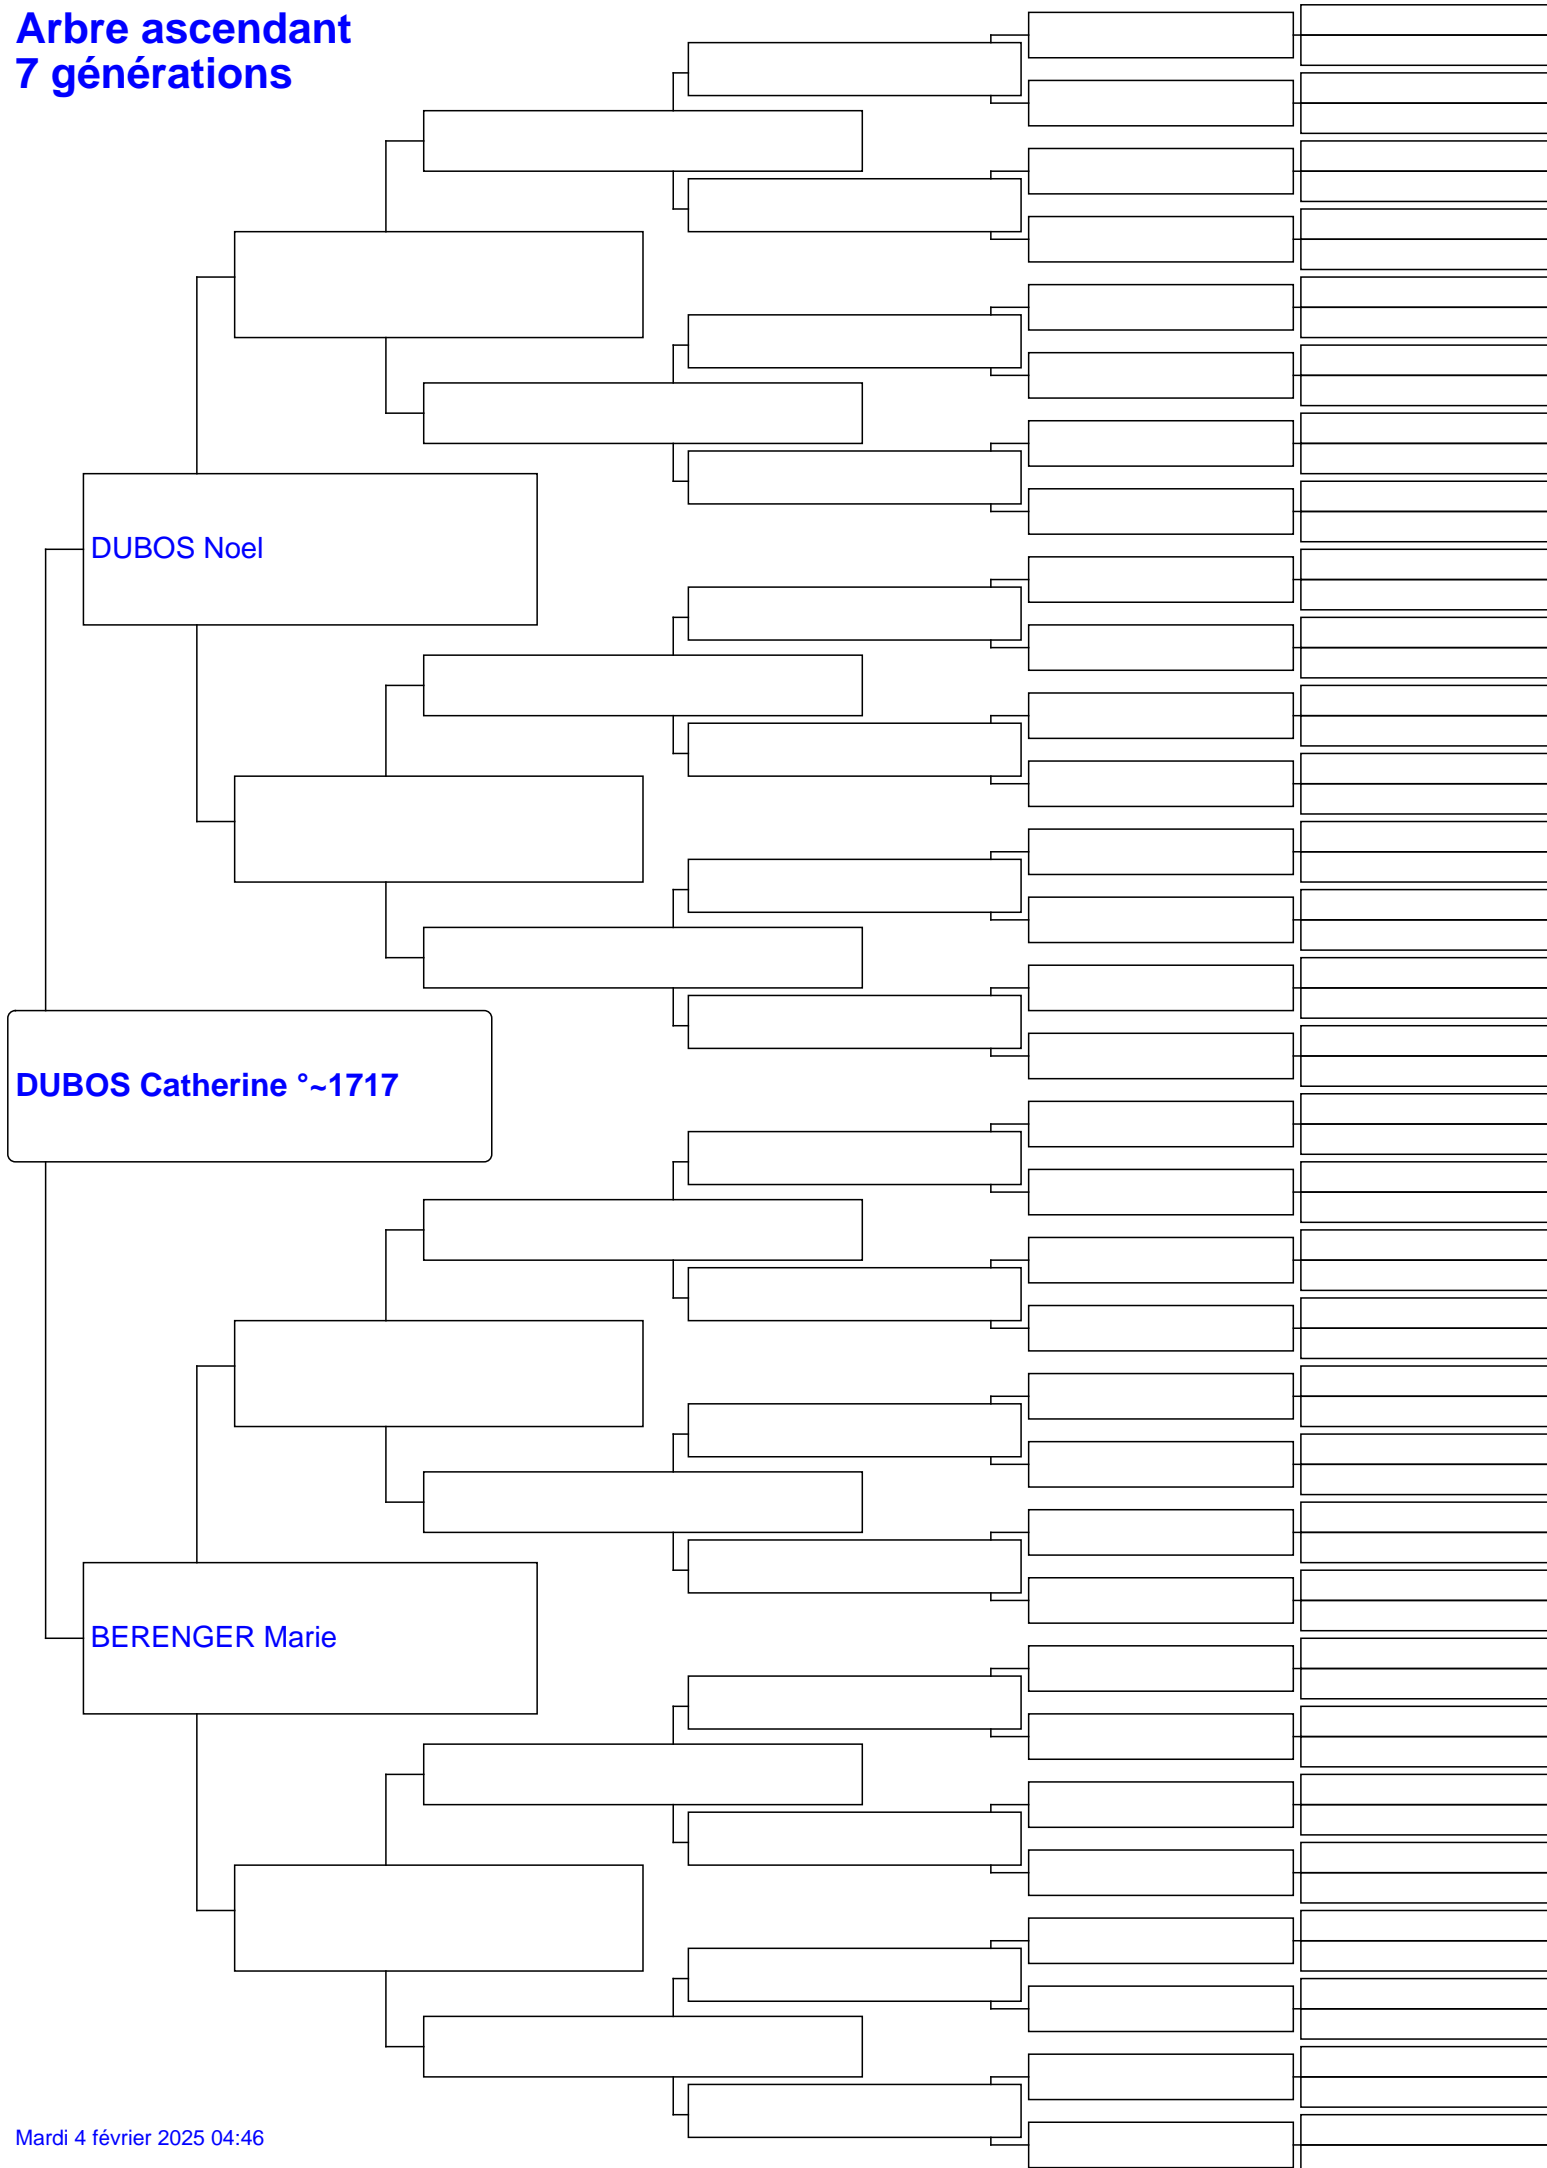 Arbre ascendant
7 générations
DUBOS Noel
DUBOS Catherine °~1717
BERENGER Marie
Mardi 4 février 2025 04:46